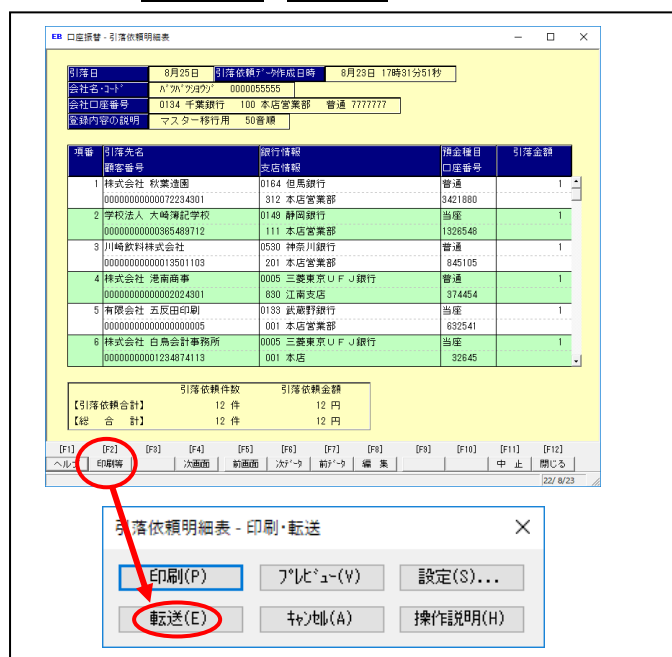 EB 口座振替 - 引落依頼明細表
引落日 8月25日 引落依頼ﾃﾞｰﾀ作成日時 8月23日 17時31分51秒
会社名・ｺｰﾄﾞ ﾊﾞﾂﾊﾞﾂｼﾖｳｼﾞ 0000055555
会社口座番号 0134 千葉銀行 100 本店営業部 普通 7777777
登録内容の説明 マスター移行用 50音順
項番 引落先名 銀行情報 預金種目 引落金額
顧客番号 支店情報 口座番号
1 株式会社 秋葉造園 0164 但馬銀行 普通 1
00000000000072234301 312 本店営業部 3421880
2 学校法人 大崎簿記学校 0149 静岡銀行 当座 1
00000000000365489712 111 本店営業部 1326548
3 川崎飲料株式会社 0530 神奈川銀行 普通 1
00000000000013501103 201 本店営業部 845105
4 株式会社 港南商事 0005 三菱東京ＵＦＪ銀行 普通 1
00000000000002024301 830 江南支店 374454
5 有限会社 五反田印刷 0133 武蔵野銀行 当座 1
00000000000000000005 001 本店営業部 632541
6 株式会社 白鳥会計事務所 0005 三菱東京ＵＦＪ銀行 当座 1
00000000001234874113 001 本店 32645
引落依頼件数 引落依頼金額
【引落依頼合計】 12 件 12 円
【総 合 計】 12 件 12 円
[F1] [F2] [F3] [F4] [F5] [F6] [F7] [F8] [F9] [F10] [F11] [F12]
ヘルプ 印刷等 次画面 前画面 次ﾃﾞｰﾀ 前ﾃﾞｰﾀ 編 集 中 止 閉じる
22/ 8/23
引落依頼明細表 - 印刷・転送
印刷(P) ﾌﾟﾚﾋﾞｭｰ(V) 設定(S)...
転送(E) ｷｬﾝｾﾙ(A) 操作説明(H)